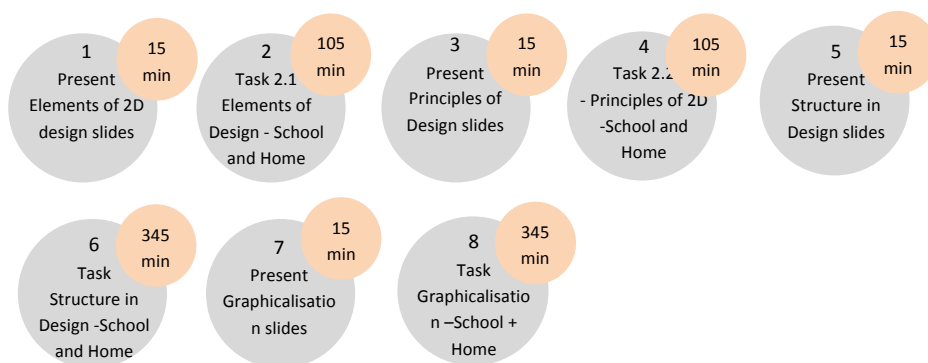 1
15
min
Present
Elements of 2D
design slides
2
105
min
Task 2.1
Elements of
Design - School
and Home
3
15
min
Present
Principles of
Design slides
4
105
min
Task 2.2
- Principles of 2D
-School and
Home
5
15
min
Present
Structure in
Design slides
6
345
min
Task
Structure in
Design -School
and Home
7
15
min
Present
Graphicalisatio
n slides
8
345
min
Task
Graphicalisatio
n –School +
Home